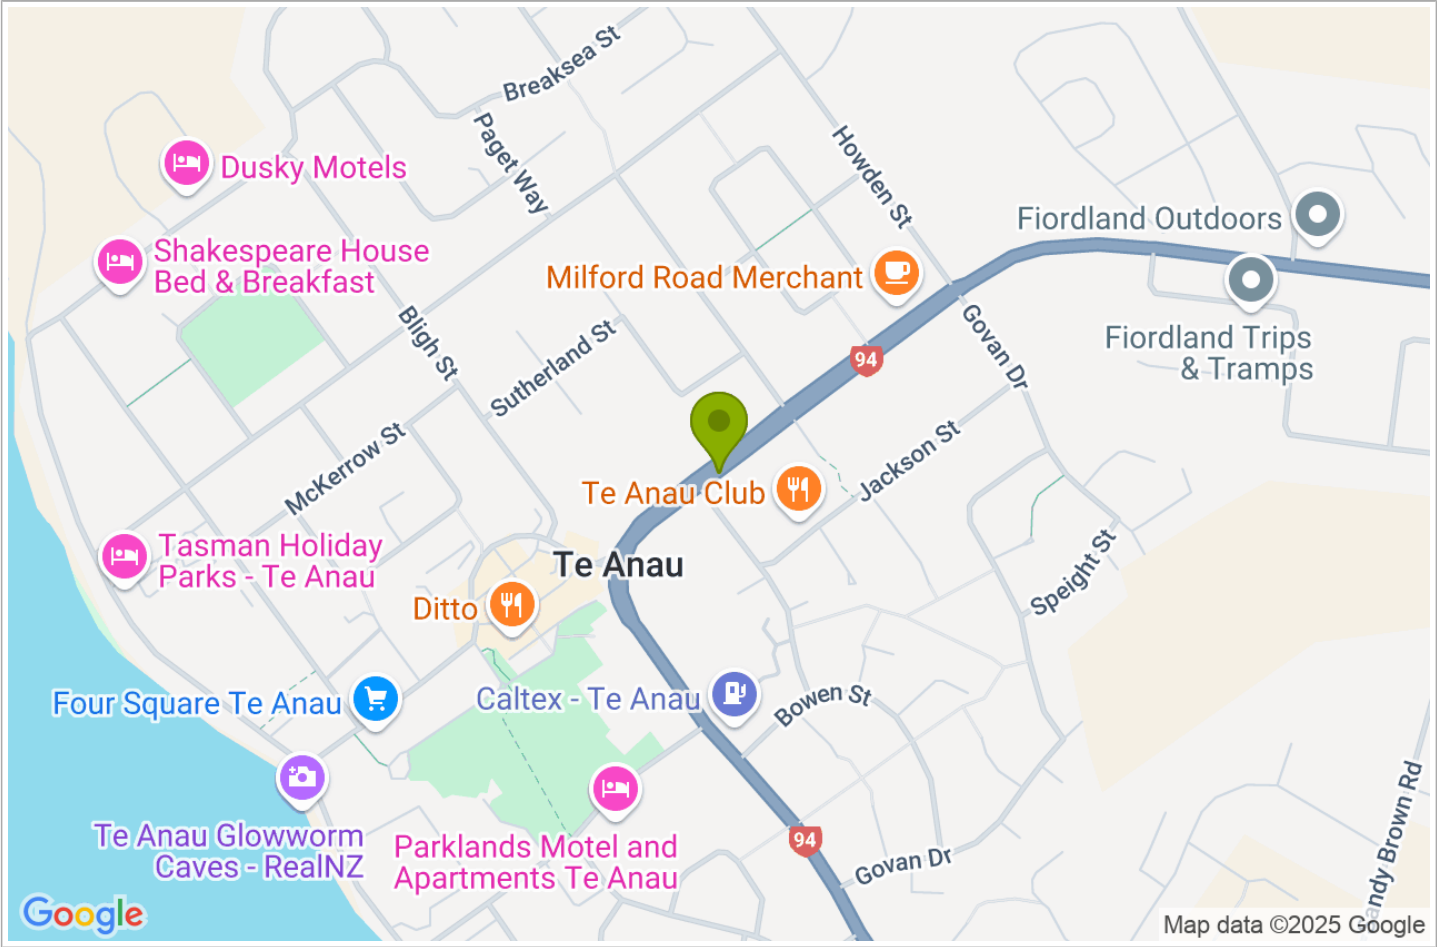 Breaksea St
Paget Way
Howden St
Dusky Motels
Fiordland Outdoors
Shakespeare House
Bed & Breakfast
Milford Road Merchant
Bligh St
Sutherland St
Govan Dr
Fiordland Trips
& Tramps
94
McKerrow St
Jackson St
Te Anau Club
Tasman Holiday
Parks - Te Anau
Te Anau
Speight St
Ditto
Four Square Te Anau
Caltex - Te Anau
Bowen St
Te Anau Glowworm
Caves - RealNZ
Parklands Motel and
Apartments Te Anau
94
Govan Dr
andy Brown Rd
Google
Map data ©2025 Google